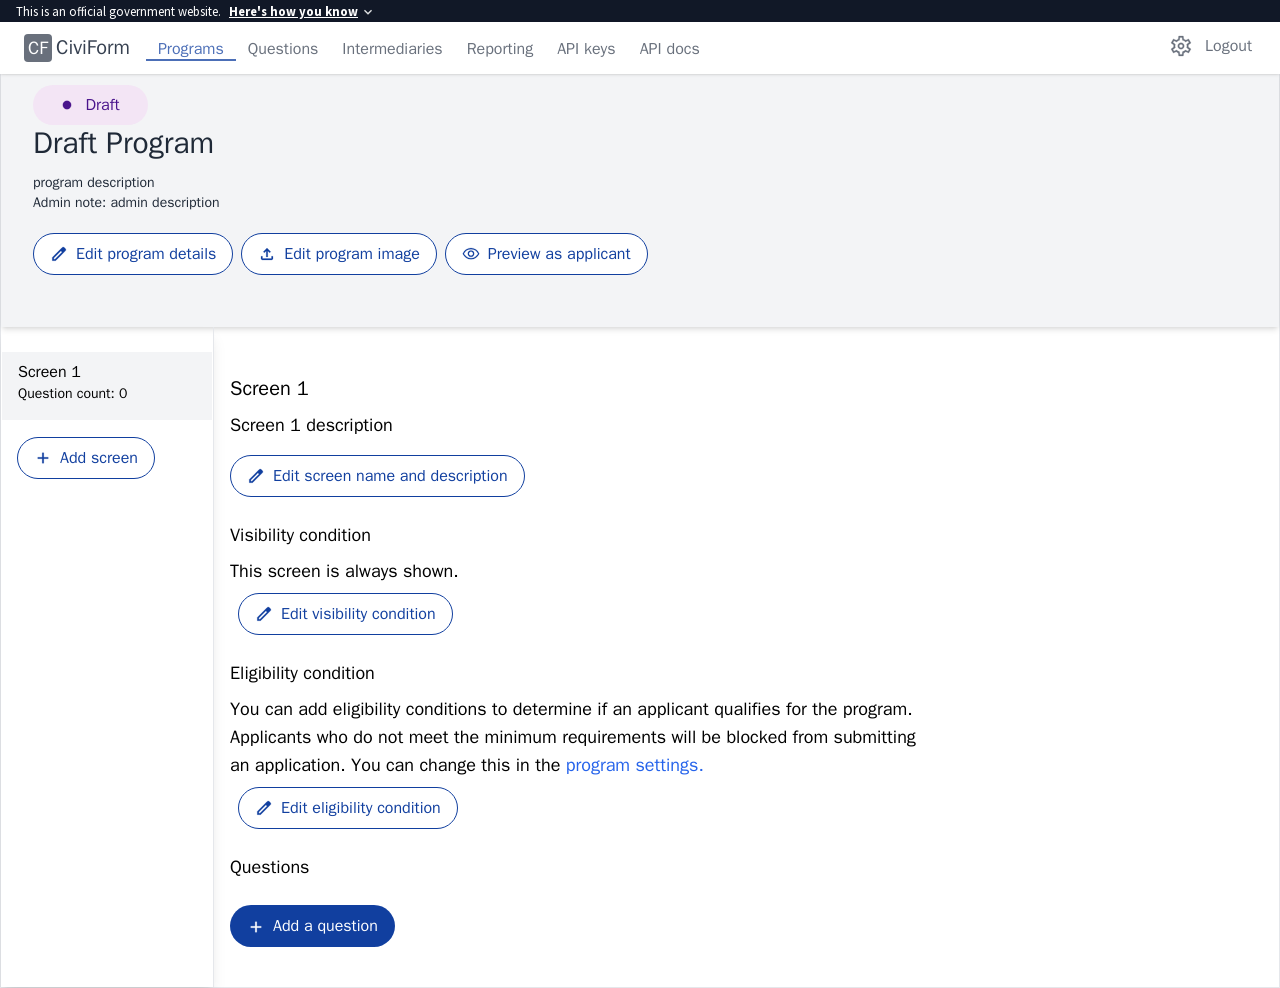 This is an official government website. Here's how you know
CF CiviForm Programs Questions Intermediaries Reporting API keys API docs Logout
Draft
Draft Program
program description
Admin note: admin description
Edit program details Edit program image Preview as applicant
Screen 1
Question count: 0
Add screen
Screen 1
Screen 1 description
Edit screen name and description
Visibility condition
This screen is always shown.
Edit visibility condition
Eligibility condition
You can add eligibility conditions to determine if an applicant qualifies for the program.
Applicants who do not meet the minimum requirements will be blocked from submitting
an application. You can change this in the program settings.
Edit eligibility condition
Questions
Add a question